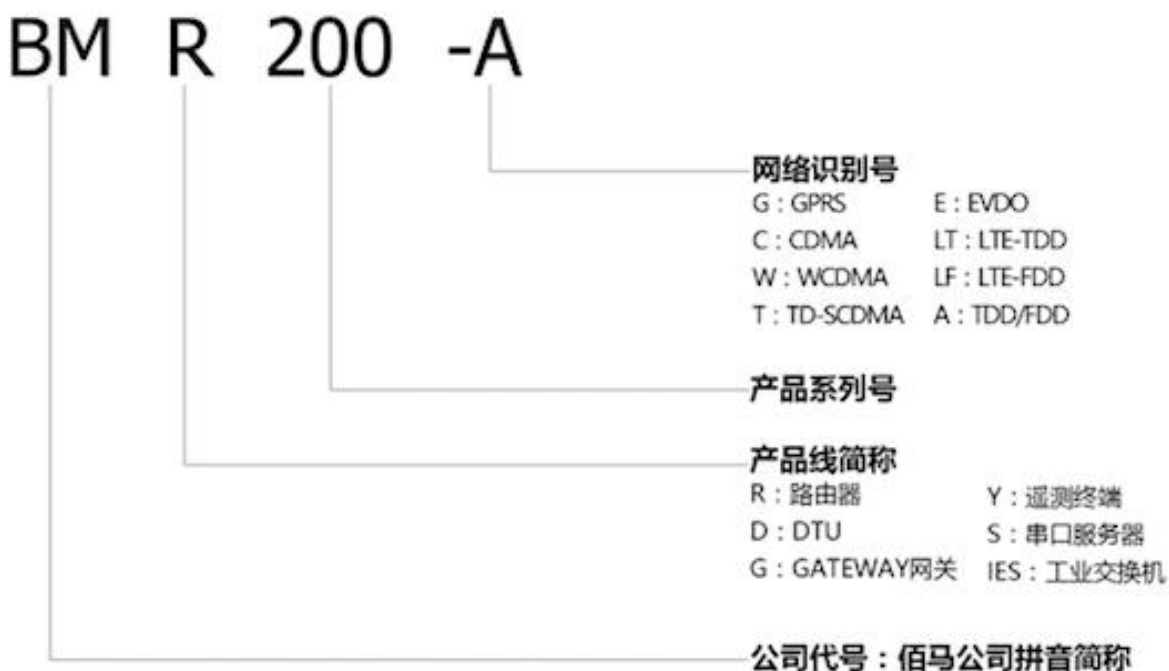 BM R 200 -A
网络识别号
G：GPRS E：EVDO
C：CDMA LT：LTE-TDD
W：WCDMA LF：LTE-FDD
T：TD-SCDMA A：TDD/FDD
产品系列号
产品线简称
R：路由器 Y：遥测终端
D：DTU S：串口服务器
G：GATEWAY网关 IES：工业交换机
公司代号：佰马公司拼音简称